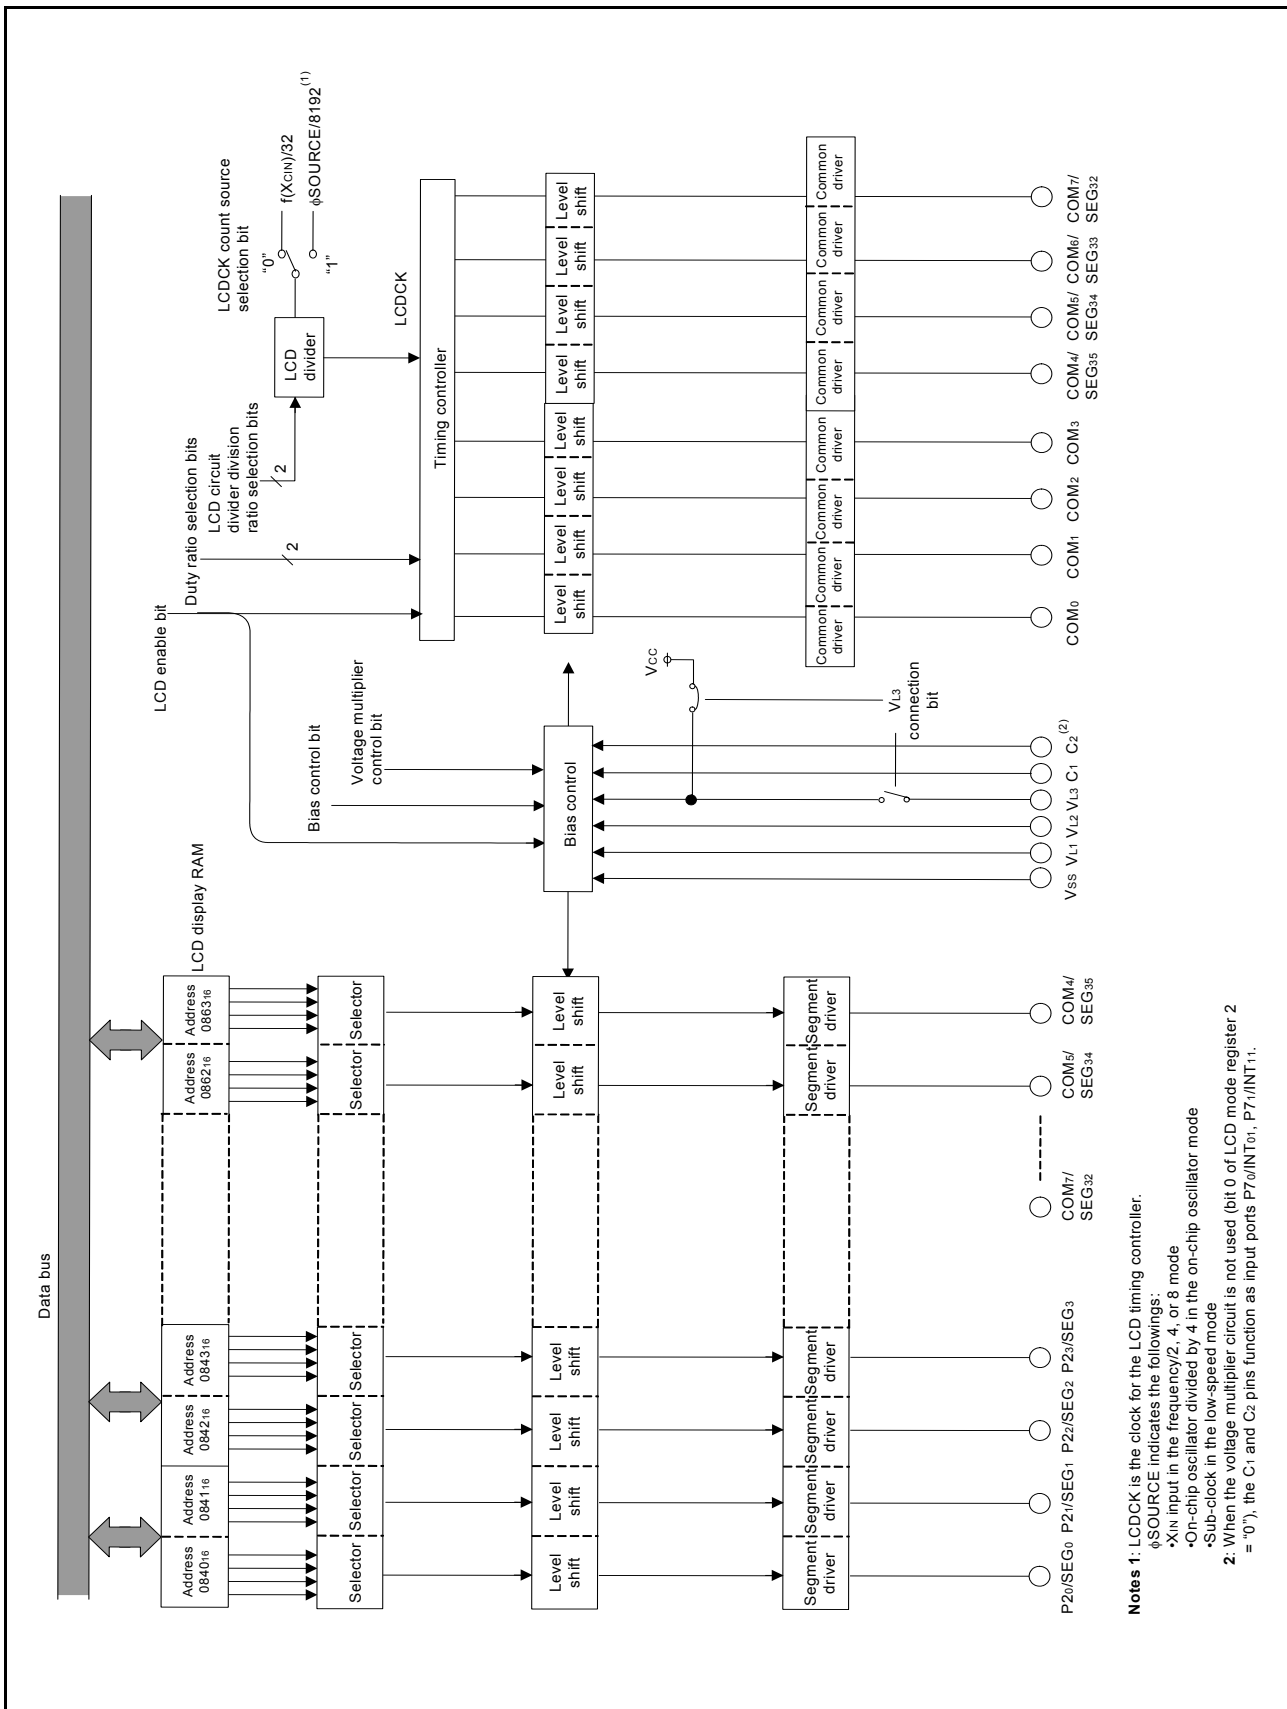 Data bus
LCD display RAM
Address
0840₁₆
Address
0841₁₆
Address
0842₁₆
Address
0843₁₆
Address
0862₁₆
Address
0863₁₆
Selector
Selector
Selector
Selector
Selector
Selector
Level
shift
Level
shift
Level
shift
Level
shift
Level
shift
Level
shift
Segment
driver
Segment
driver
Segment
driver
Segment
driver
Segment
driver
Segment
driver
P2₀/SEG₀
P2₁/SEG₁
P2₂/SEG₂
P2₃/SEG₃
COM₇/
SEG₃₂
COM₅/
SEG₃₄
COM₄/
SEG₃₅
LCD enable bit
Bias control bit
Voltage multiplier
control bit
Bias control
VCC
VL3
connection
bit
VSS VL1 VL2 VL3 C₁ C₂⁽²⁾
Duty ratio selection bits
2
LCD circuit
divider division
ratio selection bits
2
LCD
divider
LCDCK count source
selection bit
“0”
“1”
f(XCIN)/32
ϕSOURCE/8192⁽¹⁾
LCDCK
Timing controller
Level
shift
Level
shift
Level
shift
Level
shift
Level
shift
Level
shift
Level
shift
Level
shift
Common
driver
Common
driver
Common
driver
Common
driver
Common
driver
Common
driver
Common
driver
Common
driver
COM₀
COM₁
COM₂
COM₃
COM₄/
SEG₃₅
COM₅/
SEG₃₄
COM₆/
SEG₃₃
COM₇/
SEG₃₂
Notes 1: LCDCK is the clock for the LCD timing controller.
ϕSOURCE indicates the followings:
•XIN input in the frequency/2, 4, or 8 mode
•On-chip oscillator divided by 4 in the on-chip oscillator mode
•Sub-clock in the low-speed mode
2: When the voltage multiplier circuit is not used (bit 0 of LCD mode register 2
= “0”), the C₁ and C₂ pins function as input ports P7₀/INT₀₁, P7₁/INT₁₁.